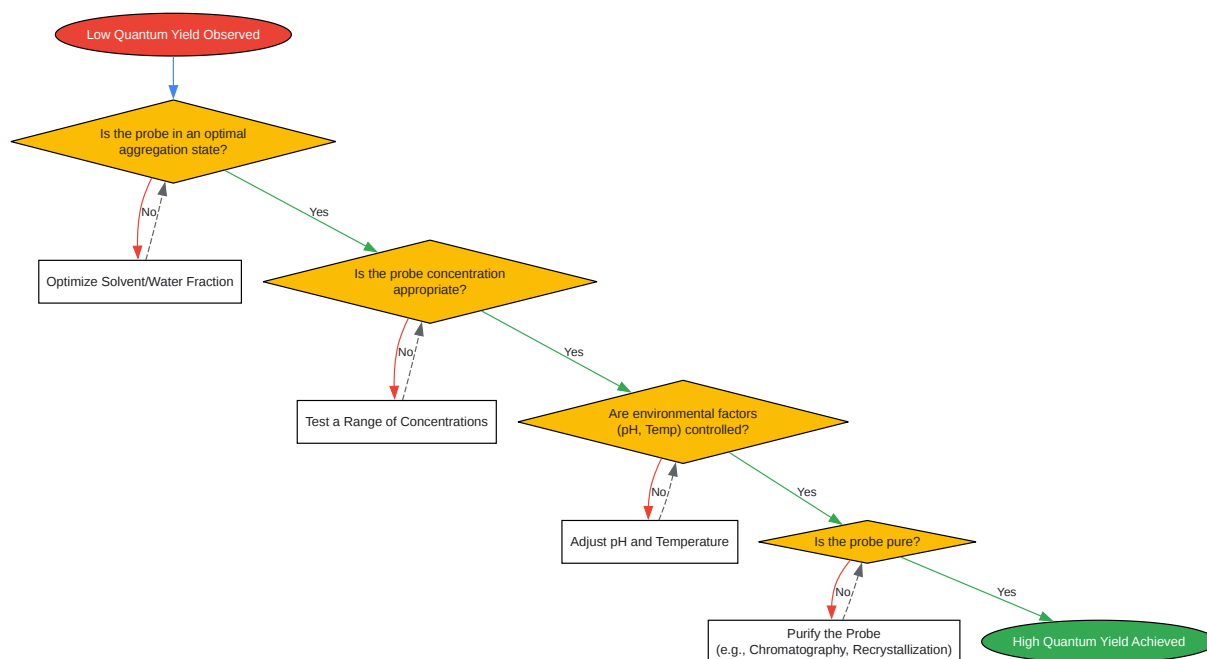 Low Quantum Yield Observed
Is the probe in an optimal
aggregation state?
No
Yes
Optimize Solvent/Water Fraction
Is the probe concentration
appropriate?
No
Yes
Test a Range of Concentrations
Are environmental factors
(pH, Temp) controlled?
No
Yes
Adjust pH and Temperature
Is the probe pure?
No
Yes
Purify the Probe
(e.g., Chromatography, Recrystallization)
High Quantum Yield Achieved